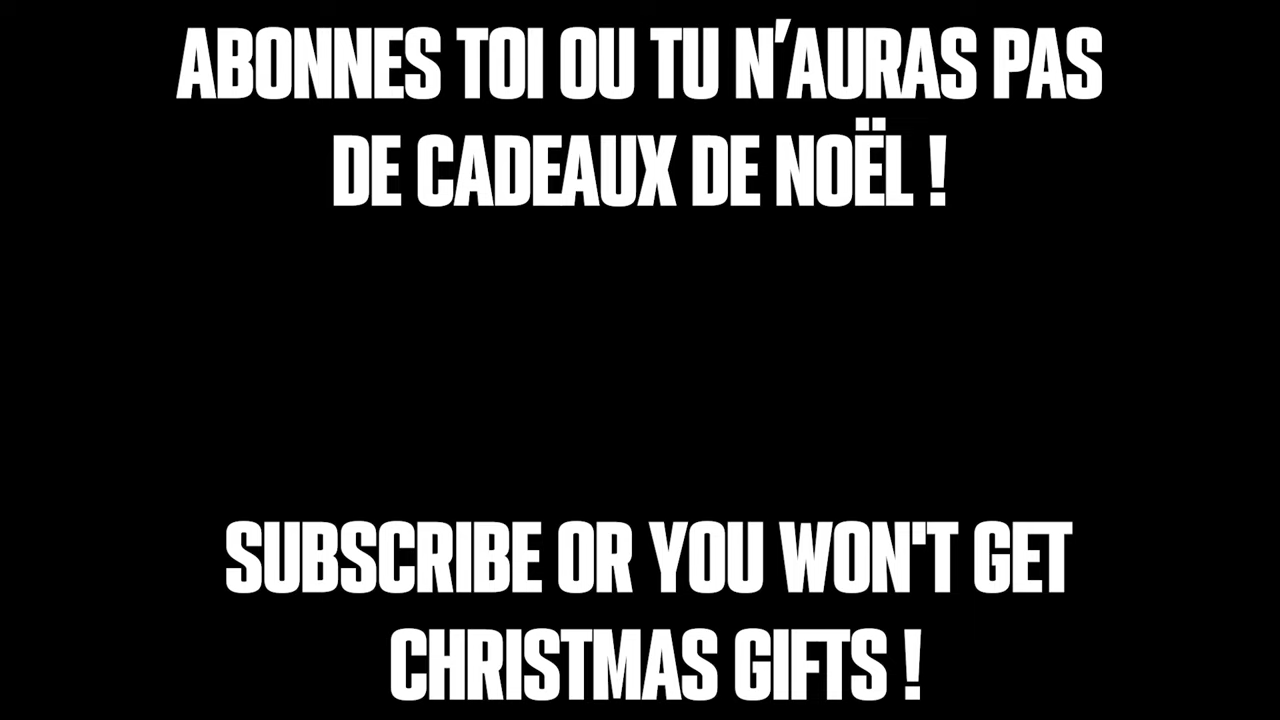 ABONNES TOI OU TU N'AURAS PAS
DE CADEAUX DE NOËL !
SUBSCRIBE OR YOU WON'T GET
CHRISTMAS GIFTS !